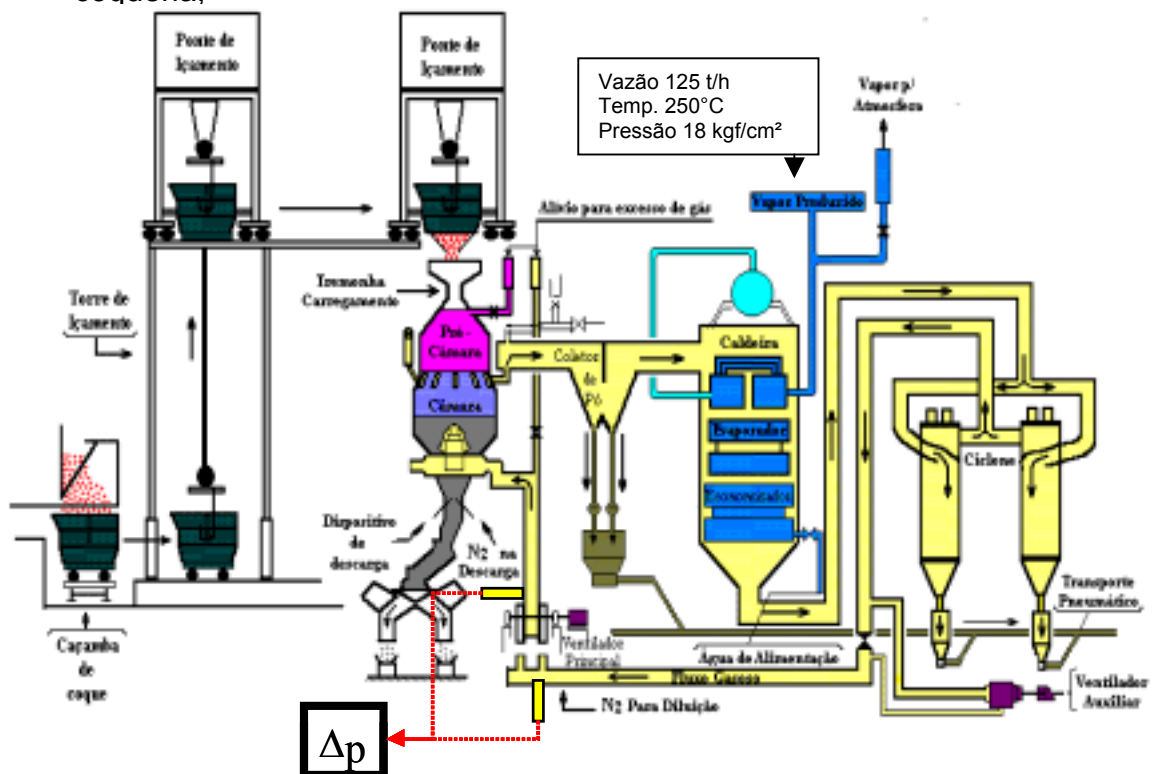 coqueria,
Ponte de
Içamento
Ponte de
Içamento
Vazão 125 t/h
Temp. 250°C
Pressão 18 kgf/cm²
Vapor p/
Atmosfera
Vapor Produzido
Alívio para excesso de gás
Tremonha
Carregamento
Torre de
Içamento
Pré -
Câmara
Câmara
Coletor
de
Pó
Caldeira
Evaporador
Economizador
Ciclone
Dispositivo
de
descarga
N2 na
Descarga
Transporte
Pneumático
Caçamba
de
coque
Ventilador
Principal
Água de Alimentação
Fluxo Gasoso
N2 Para Diluição
Ventilador
Auxiliar
Δp